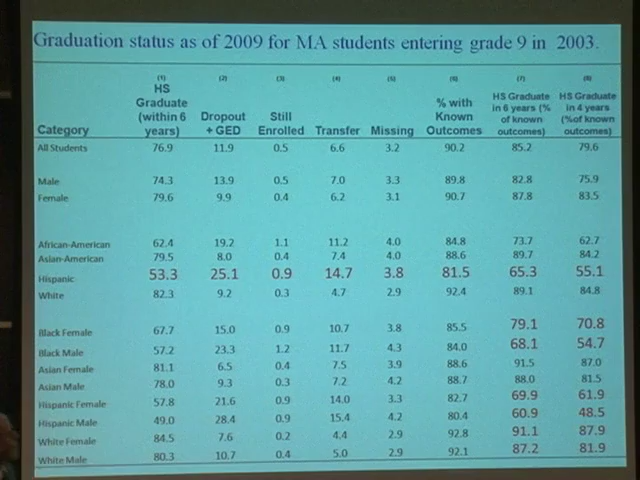 Graduation status as of 2009 for MA students entering grade 9 in 2003.
(1) (2) (3) (4) (5) (6) (7) (8)
Category HS Graduate (within 6 years) Dropout + GED Still Enrolled Transfer Missing % with Known Outcomes HS Graduate in 6 years (% of known outcomes) HS Graduate in 4 years (%of known outcomes)
All Students 76.9 11.9 0.5 6.6 3.2 90.2 85.2 79.6
Male 74.3 13.9 0.5 7.0 3.3 89.8 82.8 75.9
Female 79.6 9.9 0.4 6.2 3.1 90.7 87.8 83.5
African-American 62.4 19.2 1.1 11.2 4.0 84.8 73.7 62.7
Asian-American 79.5 8.0 0.4 7.4 4.0 88.6 89.7 84.2
Hispanic 53.3 25.1 0.9 14.7 3.8 81.5 65.3 55.1
White 82.3 9.2 0.3 4.7 2.9 92.4 89.1 84.8
Black Female 67.7 15.0 0.9 10.7 3.8 85.5 79.1 70.8
Black Male 57.2 23.3 1.2 11.7 4.3 84.0 68.1 54.7
Asian Female 81.1 6.5 0.4 7.5 3.9 88.6 91.5 87.0
Asian Male 78.0 9.3 0.3 7.2 4.2 88.7 88.0 81.5
Hispanic Female 57.8 21.6 0.9 14.0 3.3 82.7 69.9 61.9
Hispanic Male 49.0 28.4 0.9 15.4 4.2 80.4 60.9 48.5
White Female 84.5 7.6 0.2 4.4 2.9 92.8 91.1 87.9
White Male 80.3 10.7 0.4 5.0 2.9 92.1 87.2 81.9